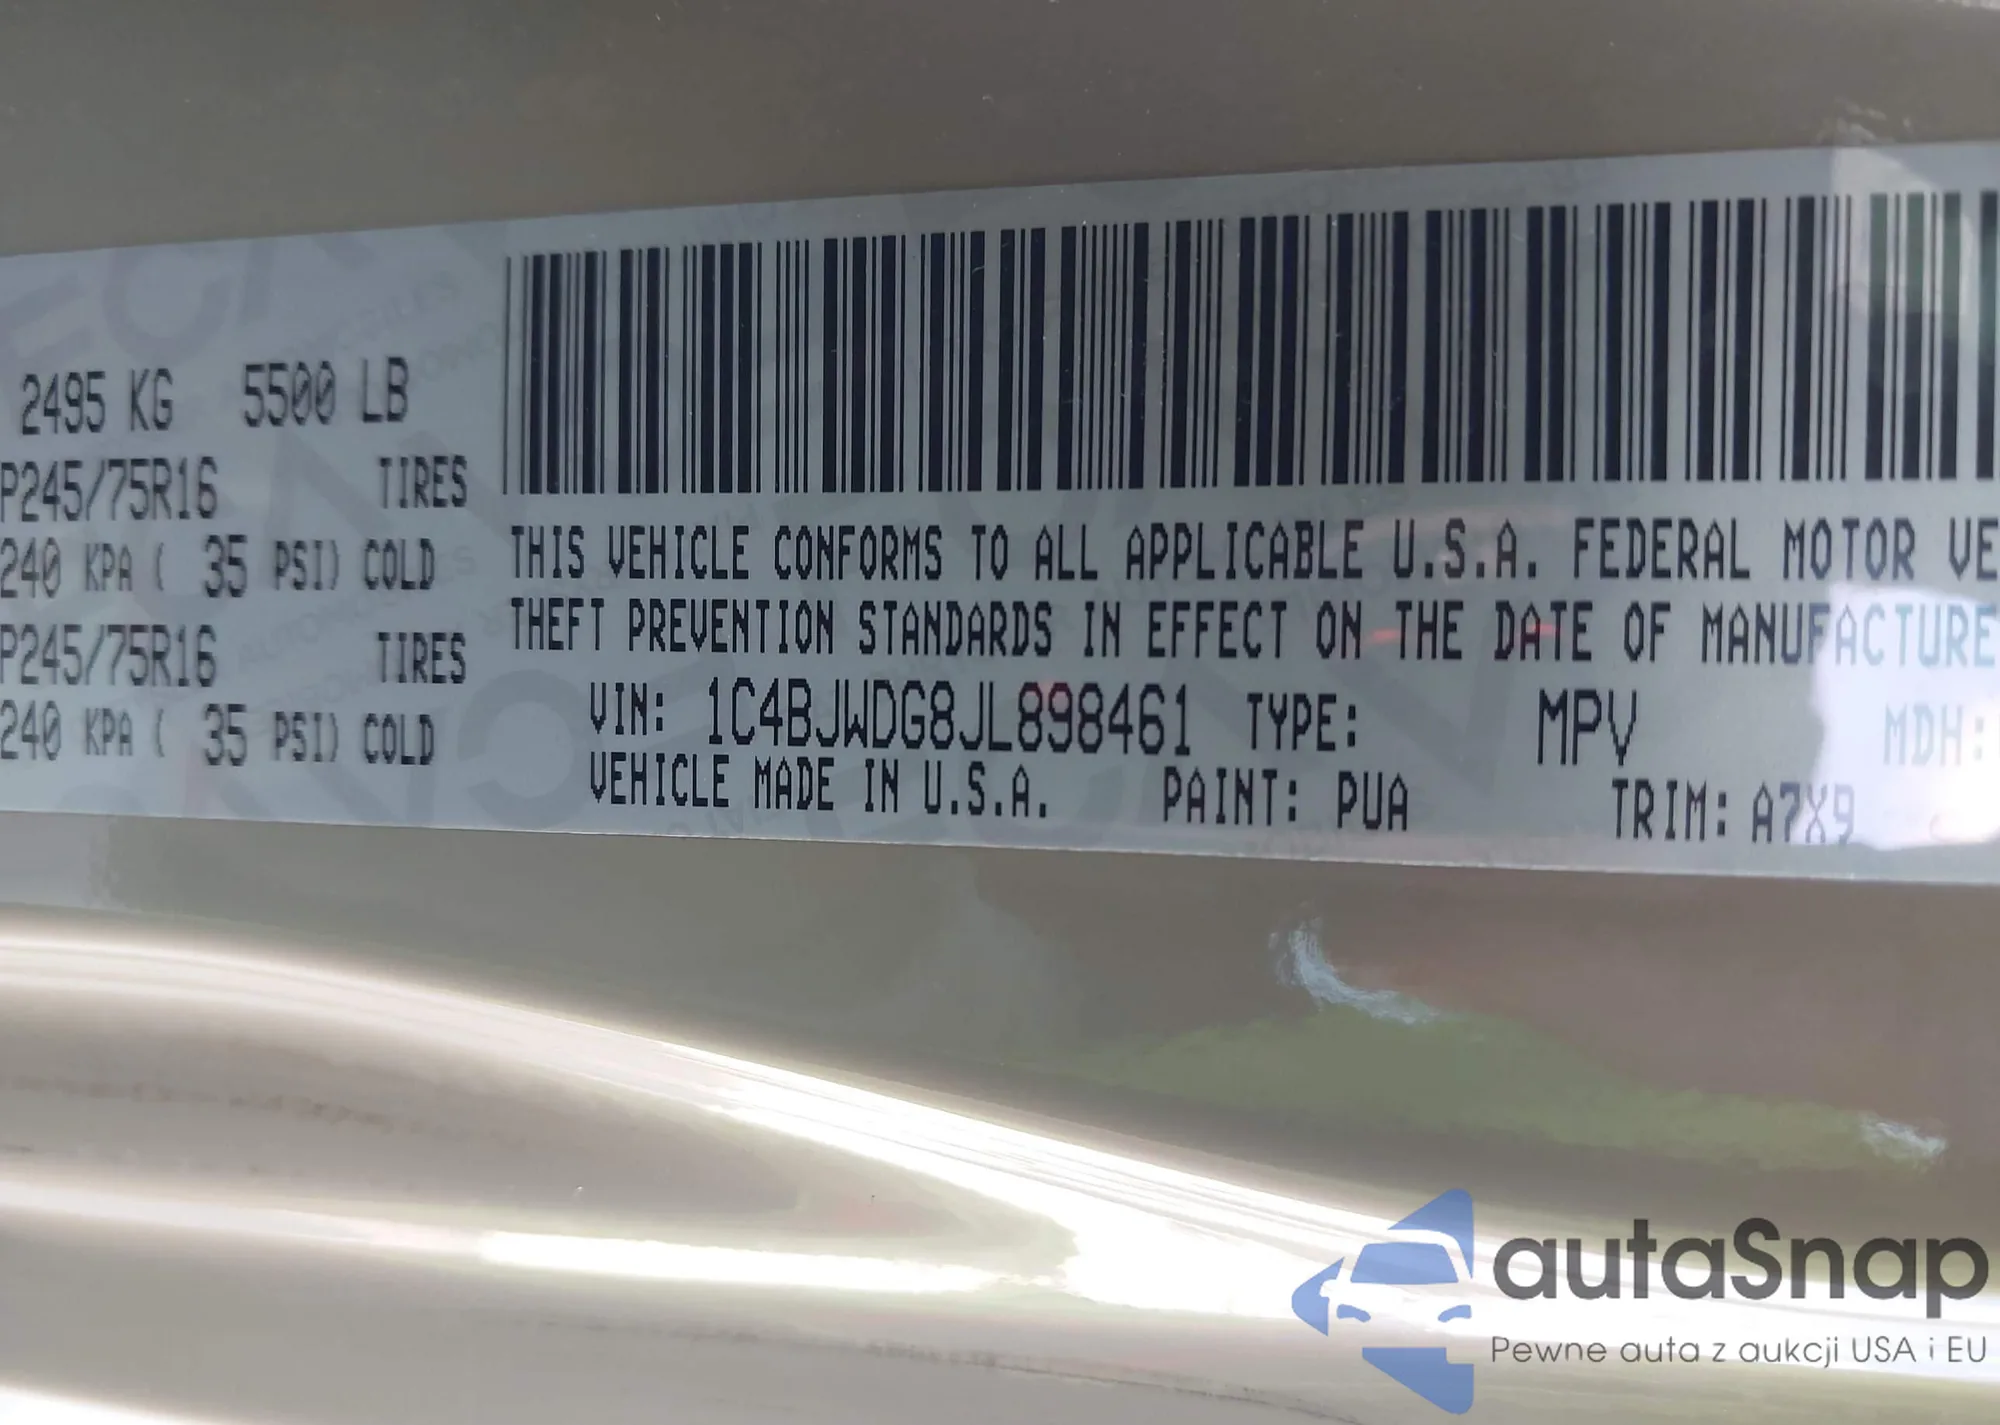 2495 KG 5500 LB
P245/75R16 TIRES
240 KPA ( 35 PSI) COLD
P245/75R16 TIRES
240 KPA ( 35 PSI) COLD
THIS VEHICLE CONFORMS TO ALL APPLICABLE U.S.A. FEDERAL MOTOR VE
THEFT PREVENTION STANDARDS IN EFFECT ON THE DATE OF MANUFACTURE
VIN: 1C4BJWDG8JL898461 TYPE: MPV MDH:
VEHICLE MADE IN U.S.A. PAINT: PUA TRIM: A7X9
autaSnap
Pewne auta z aukcji USA i EU